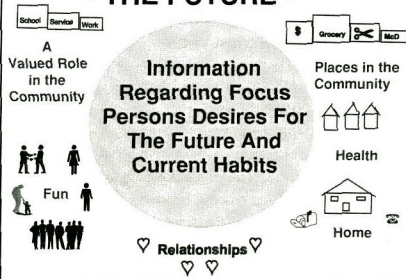 THE FUTURE
School Service Work
$ Grocery McD
A
Valued Role
in the
Community
Information
Regarding Focus
Persons Desires For
The Future And
Current Habits
Places in the
Community
Health
Fun
Home
Relationships